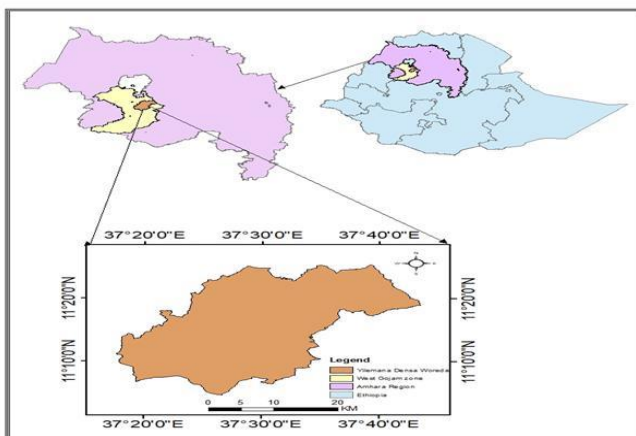 37°20'0"E 37°30'0"E 37°40'0"E
11°20'0"N
11°20'0"N
11°10'0"N
11°10'0"N
Legend
Yilemana Densa Woreda
West Gojam zone
Amhara Region
Ethiopia
0 5 10 20
KM
37°20'0"E 37°30'0"E 37°40'0"E